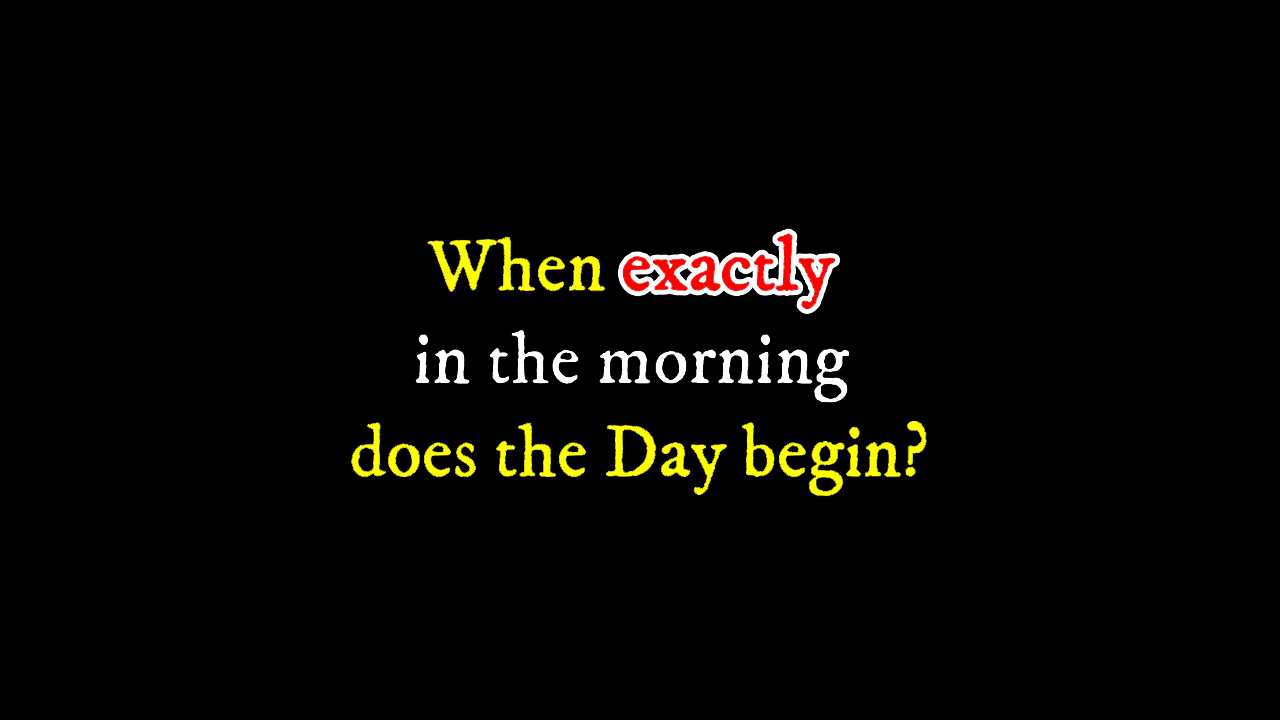 When exactly
in the morning
does the Day begin?